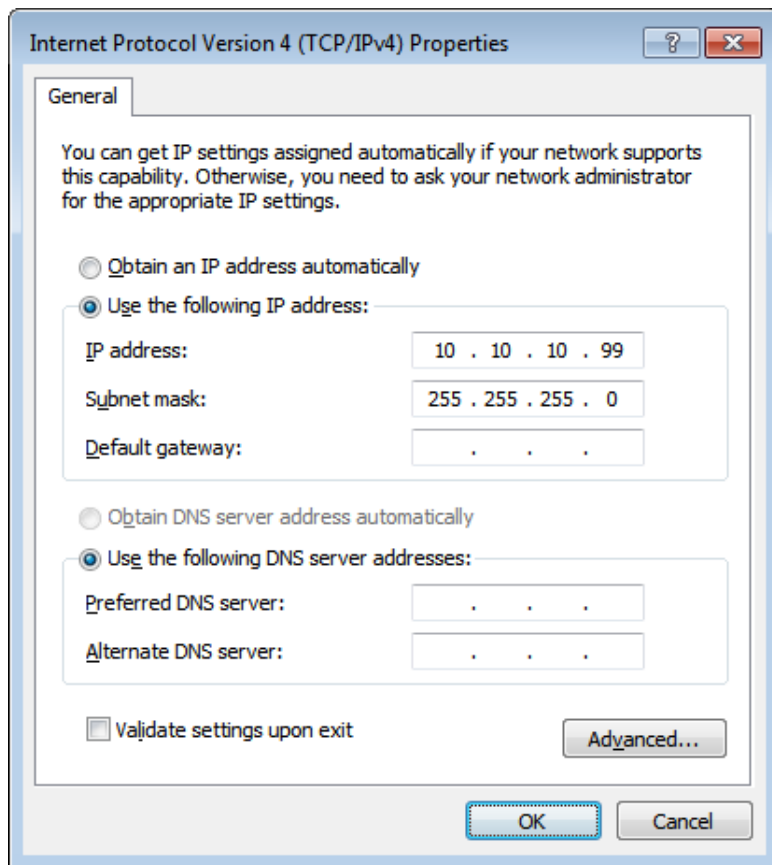 Internet Protocol Version 4 (TCP/IPv4) Properties
?
General
You can get IP settings assigned automatically if your network supports
this capability. Otherwise, you need to ask your network administrator
for the appropriate IP settings.
Obtain an IP address automatically
Use the following IP address:
IP address: 10 . 10 . 10 . 99
Subnet mask: 255 . 255 . 255 . 0
Default gateway: . . .
Obtain DNS server address automatically
Use the following DNS server addresses:
Preferred DNS server: . . .
Alternate DNS server: . . .
Validate settings upon exit
Advanced...
OK Cancel